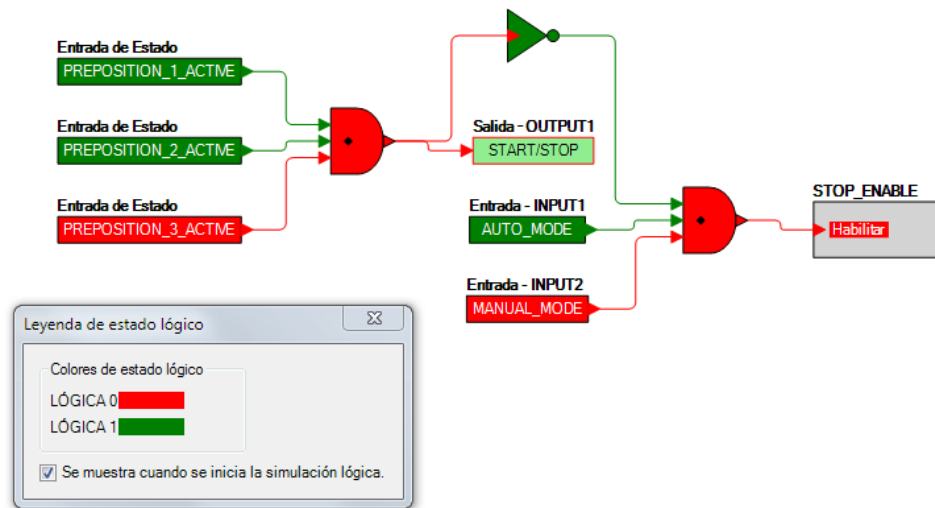 Entrada de Estado
PREPOSITION_1_ACTIVE
Entrada de Estado
PREPOSITION_2_ACTIVE
Entrada de Estado
PREPOSITION_3_ACTIVE
Salida - OUTPUT1
START/STOP
Entrada - INPUT1
AUTO_MODE
Entrada - INPUT2
MANUAL_MODE
STOP_ENABLE
Habilitar
Leyenda de estado lógico
Colores de estado lógico
LÓGICA 0
LÓGICA 1
Se muestra cuando se inicia la simulación lógica.